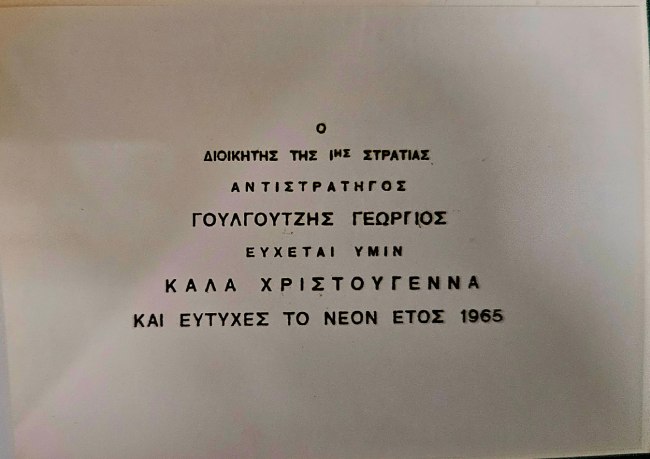 Ο
ΔΙΟΙΚΗΤΗΣ ΤΗΣ 1ΗΣ ΣΤΡΑΤΙΑΣ
ΑΝΤΙΣΤΡΑΤΗΓΟΣ
ΓΟΥΛΓΟΥΤΖΗΣ ΓΕΩΡΓΙΟΣ
ΕΥΧΕΤΑΙ ΥΜΙΝ
ΚΑΛΑ ΧΡΙΣΤΟΥΓΕΝΝΑ
ΚΑΙ ΕΥΤΥΧΕΣ ΤΟ ΝΕΟΝ ΕΤΟΣ 1965